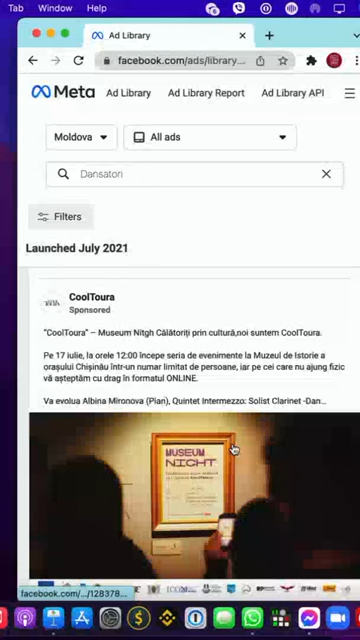 Tab Window Help
Ad Library
facebook.com/ads/library...
Meta Ad Library Ad Library Report Ad Library API
Moldova All ads
Dansatori
Filters
Launched July 2021
CoolToura
Sponsored
"CoolToura" – Museum Nitgh Călătoriți prin cultură,noi suntem CoolToura.
Pe 17 iulie, la orele 12:00 începe seria de evenimente la Muzeul de Istorie a
orașului Chișinău într-un numar limitat de persoane, iar pe cei care nu ajung fizic
vă așteptăm cu drag în formatul ONLINE.
Va evolua Albina Mironova (Pian), Quintet Intermezzo: Solist Clarinet -Dan...
MUSEUM
NICHT
facebook.com/.../128378...
ICOM